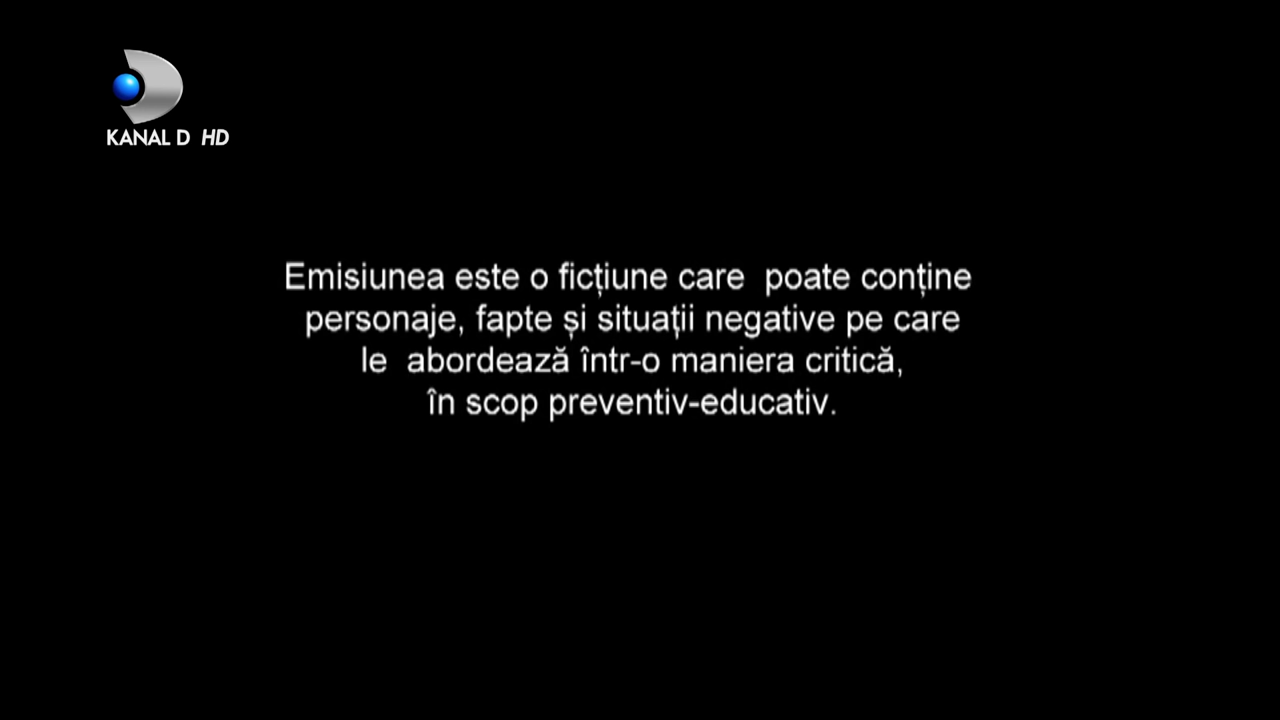 KANAL D HD
Emisiunea este o ficțiune care poate conține
personaje, fapte și situații negative pe care
le abordează într-o maniera critică,
în scop preventiv-educativ.